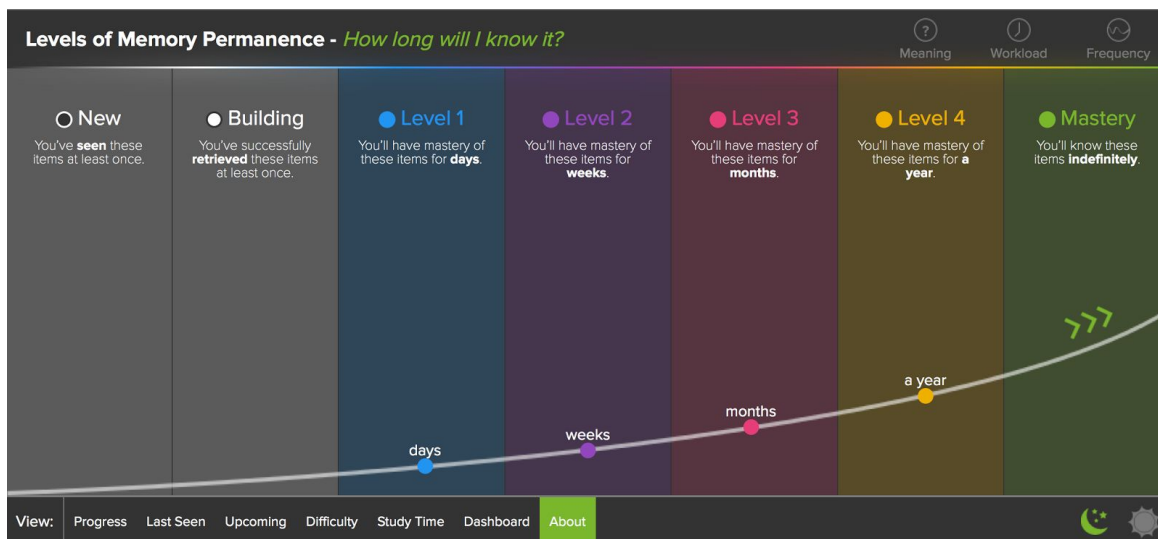 Levels of Memory Permanence - How long will I know it?
Meaning
Workload
Frequency
New
You've seen these
items at least once.
Building
You've successfully
retrieved these items
at least once.
Level 1
You'll have mastery of
these items for days.
Level 2
You'll have mastery of
these items for
weeks.
Level 3
You'll have mastery of
these items for
months.
Level 4
You'll have mastery of
these items for a
year.
Mastery
You'll know these
items indefinitely.
days
weeks
months
a year
View: Progress Last Seen Upcoming Difficulty Study Time Dashboard About